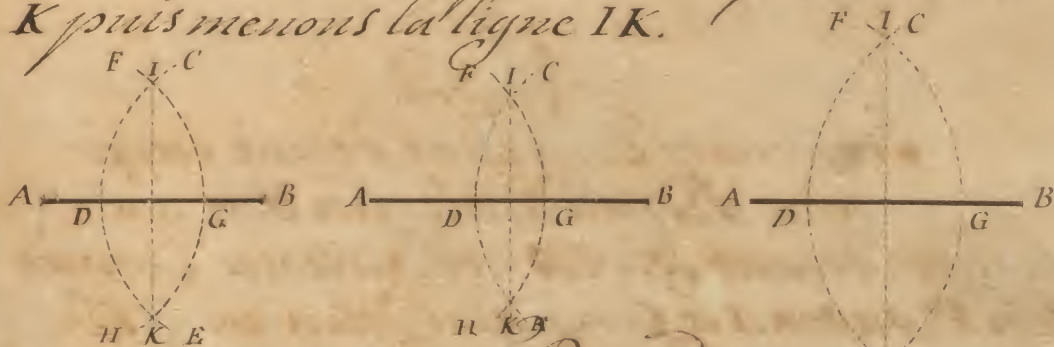 K puis menons la ligne IK.
F I C F I C F I C
A D G B A D G B A D G B
H K E H K